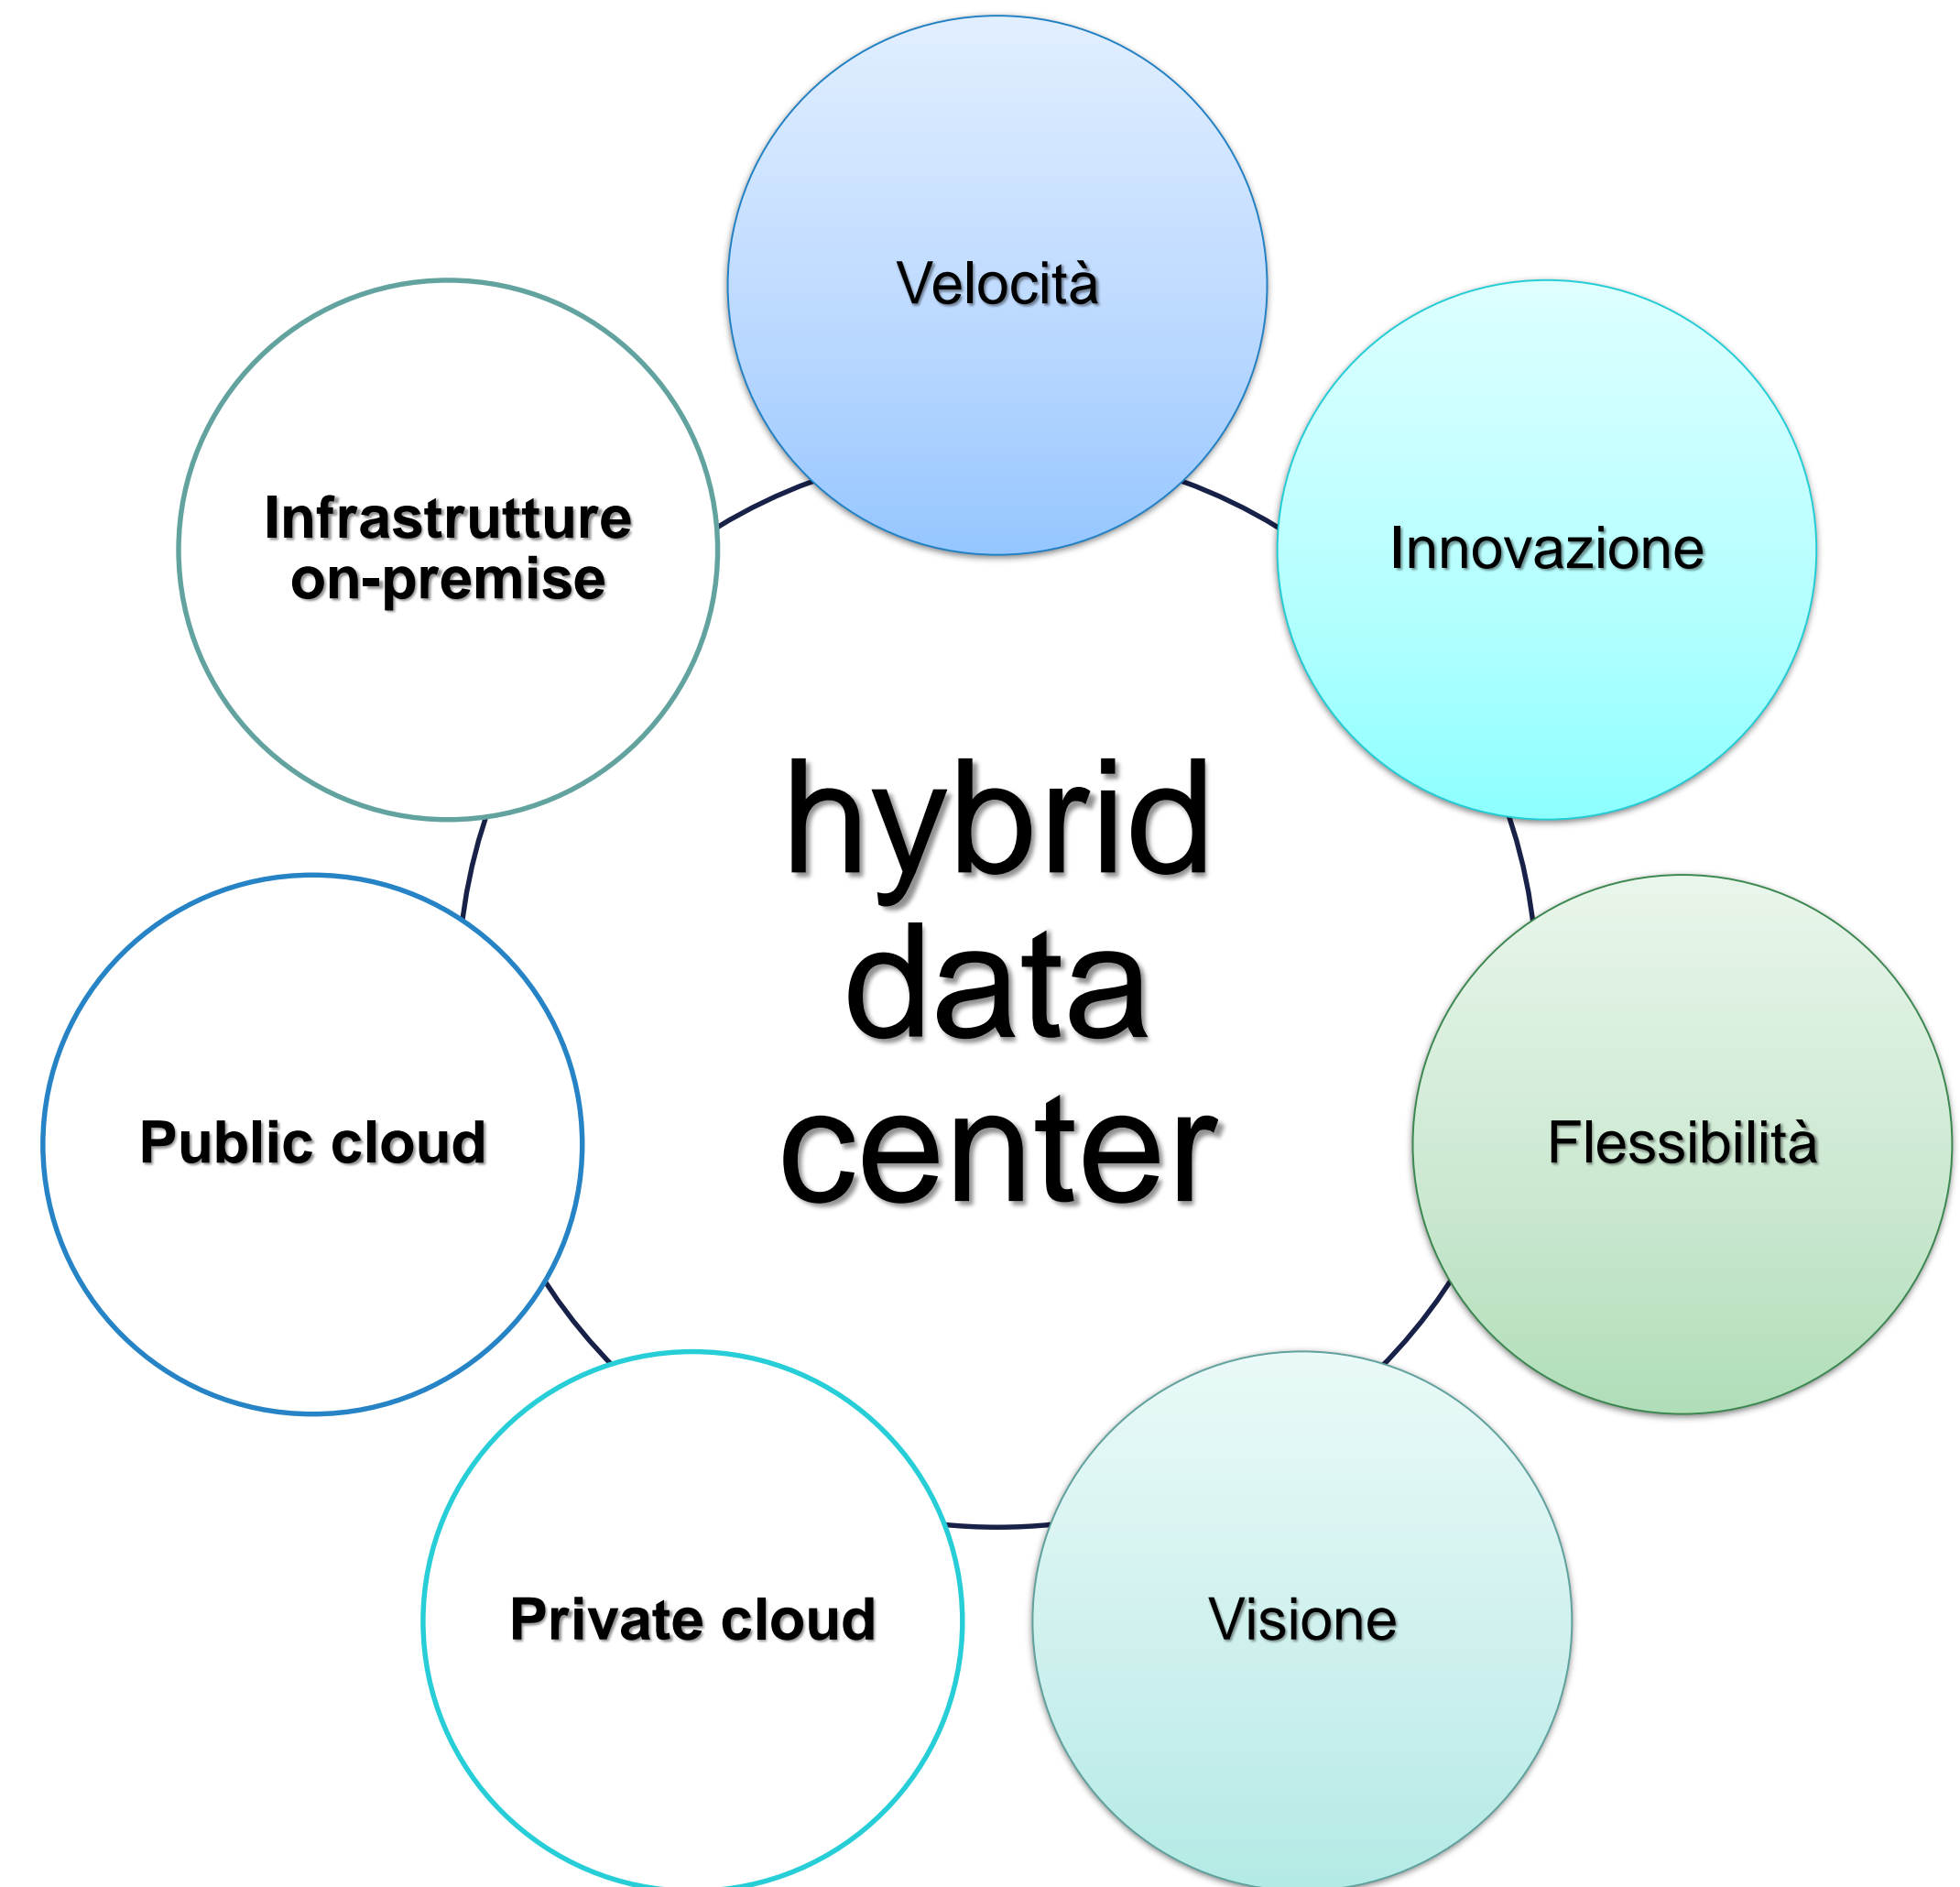 Velocità
Innovazione
Flessibilità
Visione
Private cloud
Public cloud
Infrastrutture
on-premise
hybrid
data
center